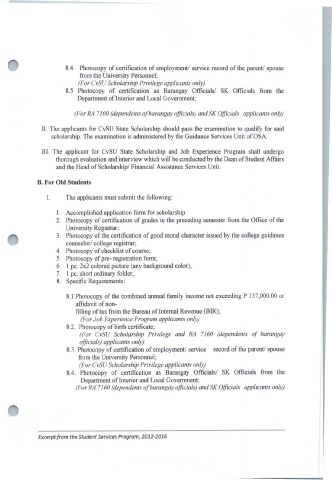 8.4. Photocopy of certification of employment/ service record of the parent/ spouse
from the University Personnel;
(For CvSU Scholarship Privilege applicants only)
8.5 Photocopy of certification as Barangay Officials/ SK Officials from the
Department of Interior and Local Government;
(For RA 7160 (dependents of barangay officials) and SK Officials applicants only)
II. The applicants for CvSU State Scholarship should pass the examination to qualify for said
scholarship. The examination is administered by the Guidance Services Unit of OSA.
III. The applicant for CvSU State Scholarship and Job Experience Program shall undergo
thorough evaluation and interview which will be conducted by the Dean of Student Affairs
and the Head of Scholarship/ Financial Assistance Services Unit.
B. For Old Students
I. The applicants must submit the following:
1. Accomplished application form for scholarship
2. Photocopy of certification of grades in the preceding semester from the Office of the
University Registrar;
3. Photocopy of the certification of good moral character issued by the college guidance
counselor/ college registrar;
4. Photocopy of checklist of course;
5. Photocopy of pre- registration form;
6. 1 pc. 2x2 colored picture (any background color);
7. 1 pc. short ordinary folder;
8. Specific Requirements:
8.1.Photocopy of the combined annual family income not exceeding P 137,000.00 or
affidavit of non-
filling of tax from the Bureau of Internal Revenue (BIR);
(For Job Experience Program applicants only)
8.2. Photocopy of birth certificate;
(For CvSU Scholarship Privilege and RA 7160 (dependents of barangay
officials) applicants only)
8.3. Photocopy of certification of employment/ service record of the parent/ spouse
from the University Personnel;
(For CvSU Scholarship Privilege applicants only)
8.4. Photocopy of certification as Barangay Officials/ SK Officials from the
Department of Interior and Local Government;
(For RA 7160 (dependents of barangay officials) and SK Officials applicants only)
Excerpt from the Student Services Program, 2012-2016